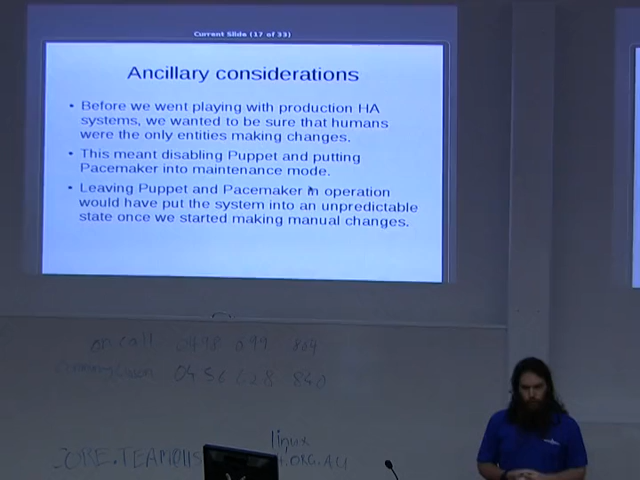 Current Slide (17 of 33)
Ancillary considerations
• Before we went playing with production HA
systems, we wanted to be sure that humans
were the only entities making changes.
• This meant disabling Puppet and putting
Pacemaker into maintenance mode.
• Leaving Puppet and Pacemaker in operation
would have put the system into an unpredictable
state once we started making manual changes.
on call 0498 099
0456 628
linux
.ORG.AU